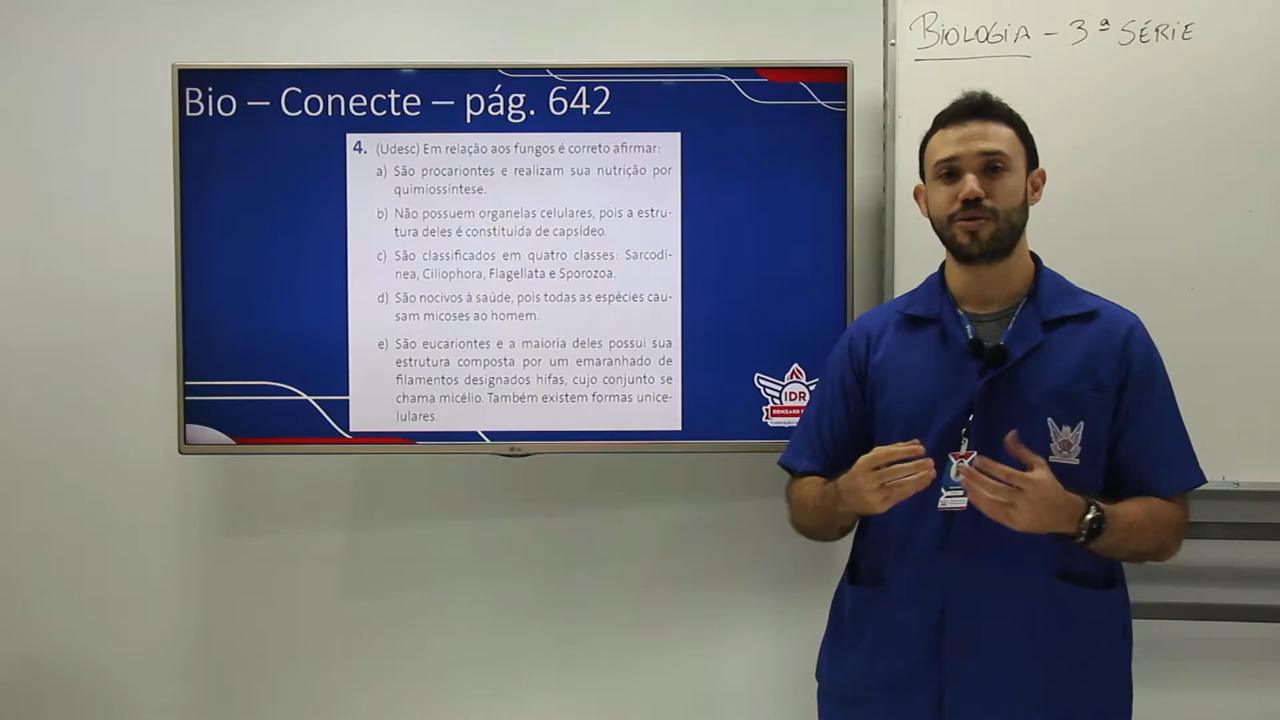 BIOLOGIA – 3ª SÉRIE
Bio – Conecte – pág. 642
4. (Udesc) Em relação aos fungos é correto afirmar:
a) São procariontes e realizam sua nutrição por
quimiossíntese.
b) Não possuem organelas celulares, pois a estru-
tura deles é constituída de capsídeo.
c) São classificados em quatro classes: Sarcodí-
nea, Ciliophora, Flagellata e Sporozoa.
d) São nocivos à saúde, pois todas as espécies cau-
sam micoses ao homem.
e) São eucariontes e a maioria deles possui sua
estrutura composta por um emaranhado de
filamentos designados hifas, cujo conjunto se
chama micélio. Também existem formas unice-
lulares.
IDR
LG